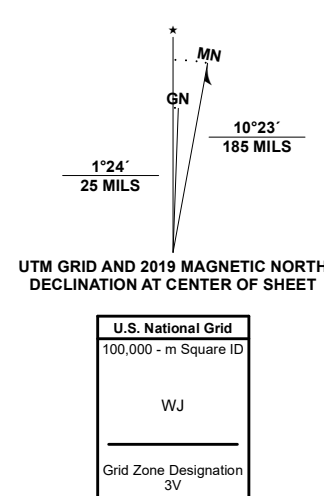 ★
MN
GN
10°23´
185 MILS
1°24´
25 MILS
UTM GRID AND 2019 MAGNETIC NORTH
DECLINATION AT CENTER OF SHEET
U.S. National Grid
100,000 - m Square ID
WJ
Grid Zone Designation
3V